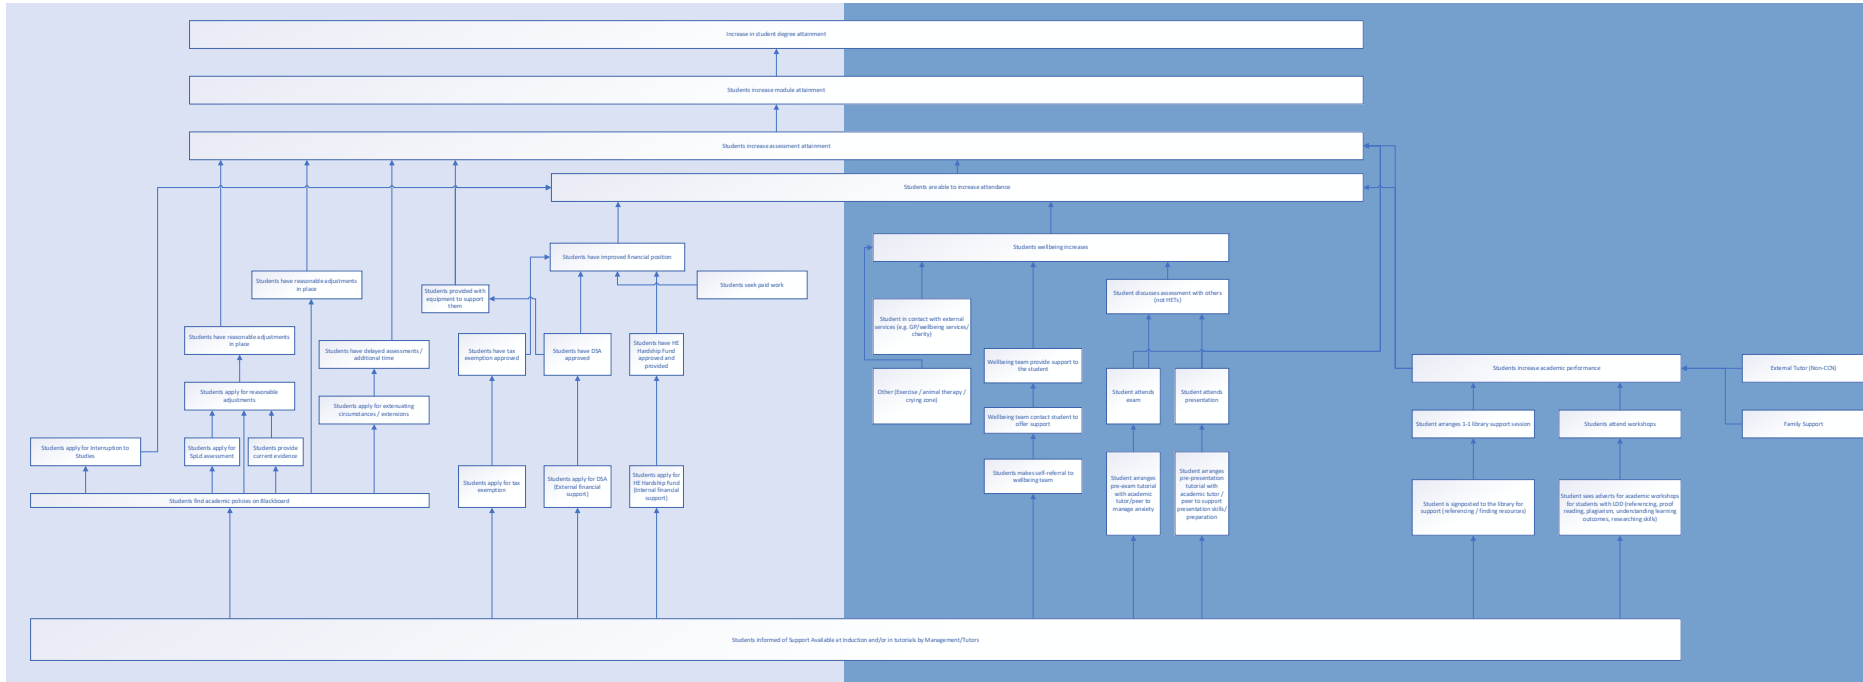 Increase in student degree attainment
Students increase module attainment
Students increase assessment attainment
Students are able to increase attendance
Students wellbeing increases
Students have improved financial position
Students have reasonable adjustments
in place
Students seek paid work
Students provided with
equipment to support
them
Student discusses assessment with others
(not HETs)
Student in contact with external
services (e.g. GP/wellbeing services/
charity)
Students have reasonable adjustments
in place
Students have delayed assessments /
additional time
Students have tax
exemption approved
Students have DSA
approved
Students have HE
Hardship Fund
approved and
provided
Wellbeing team provide support to
the student
Students increase academic performance
External Tutor (Non-CCN)
Students apply for reasonable
adjustments
Students apply for extenuating
circumstances / extensions
Other (Exercise / animal therapy /
crying zone)
Student attends
exam
Student attends
presentation
Wellbeing team contact student to
offer support
Student arranges 1-1 library support session
Students attend workshops
Family Support
Students apply for Interruption to
Studies
Students apply for
SpLd assessment
Students provide
current evidence
Students makes self-referral to
wellbeing team
Students apply for tax
exemption
Students apply for DSA
(External financial
support)
Students apply for
HE Hardship Fund
(Internal financial
support)
Student arranges
pre-exam tutorial
with academic
tutor/peer to
manage anxiety
Student arranges
pre-presentation
tutorial with
academic tutor /
peer to support
presentation skills/
preparation
Student is signposted to the library for
support (referencing / finding resources)
Student sees adverts for academic workshops
for students with LDD (referencing, proof
reading, plagiarism, understanding learning
outcomes, researching skills)
Students find academic policies on Blackboard
Students informed of Support Available at Induction and/or in tutorials by Management/Tutors